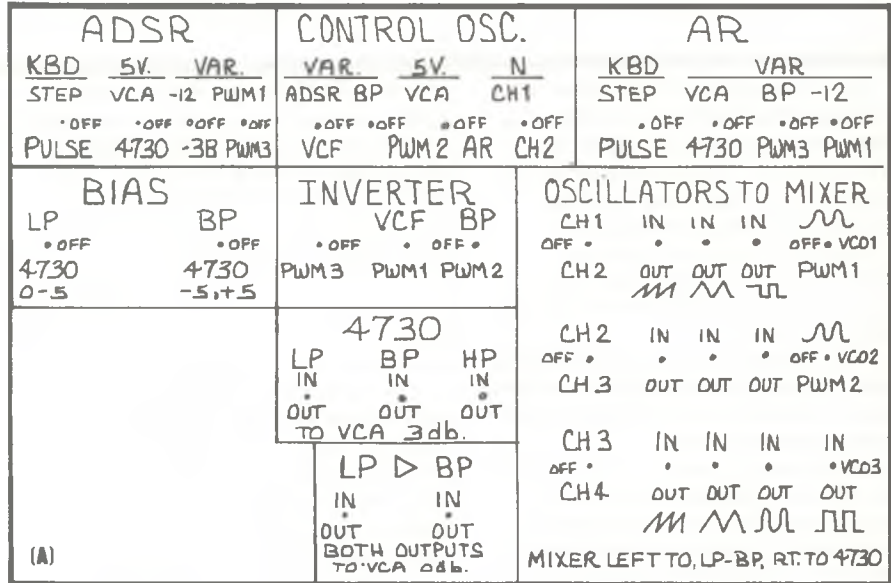 ADSR
KBD 5V. VAR.
STEP VCA -12 PWM1
• OFF • OFF • OFF • OFF
PULSE 4730 -3B PWM3
CONTROL OSC.
VAR. 5V. N
ADSR BP VCA CH1
• OFF • OFF • OFF • OFF
VCF PWM2 AR CH2
AR
KBD VAR
STEP VCA BP -12
• OFF • OFF • OFF • OFF
PULSE 4730 PWM3 PWM1
BIAS
LP BP
• OFF • OFF
4730 4730
0-5 -5,+5
INVERTER
VCF BP
• OFF • OFF •
PWM3 PWM1 PWM2
OSCILLATORS TO MIXER
CH1 IN IN IN
OFF • • • • OFF • VCO1
CH2 OUT OUT OUT PWM1
CH2 IN IN IN
OFF • • • • OFF • VCO2
CH3 OUT OUT OUT PWM2
CH3 IN IN IN IN
OFF • • • • • VCO3
CH4 OUT OUT OUT OUT
MIXER LEFT TO, LP-BP, RT. TO 4730
4730
LP BP HP
IN IN IN
OUT OUT OUT
TO VCA 3db.
LP ▷ BP
IN IN
OUT OUT
BOTH OUTPUTS
TO VCA 0db.
(A)